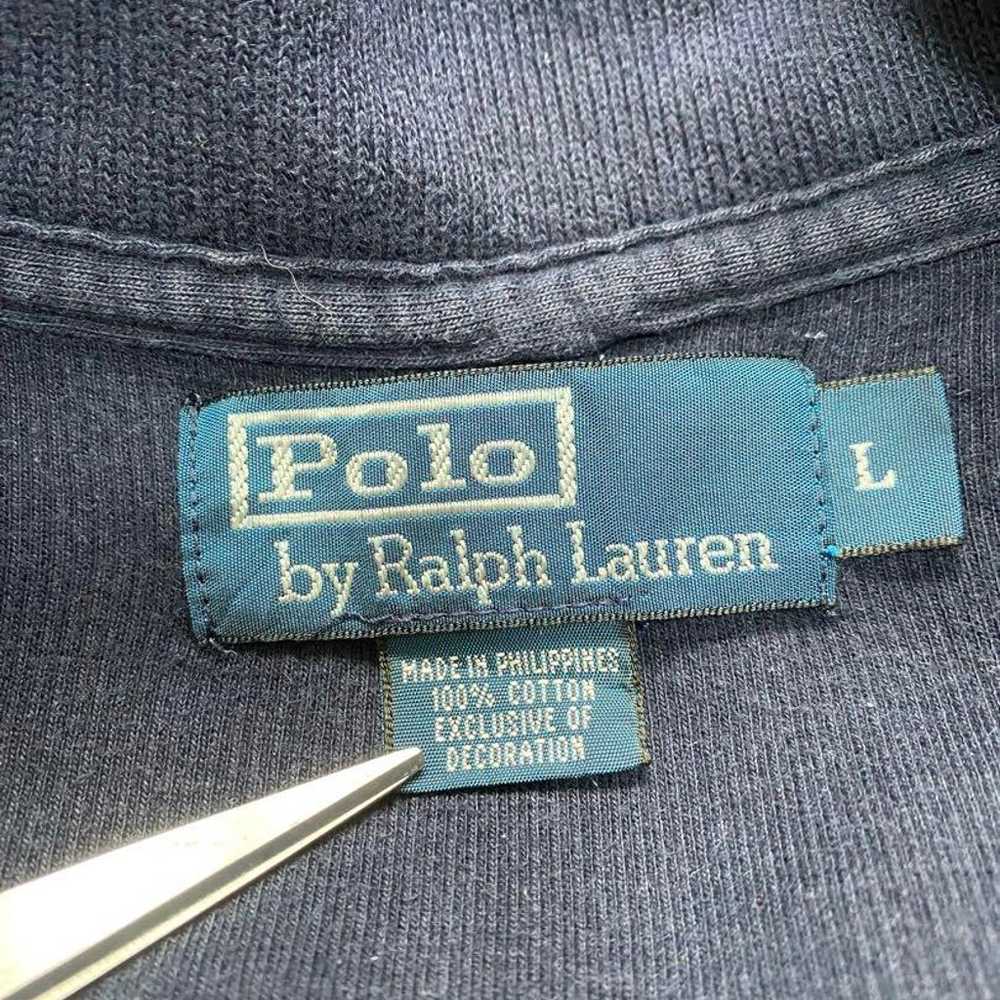 Polo
by Ralph Lauren
L
MADE IN PHILIPPINES
100% COTTON
EXCLUSIVE OF
DECORATION